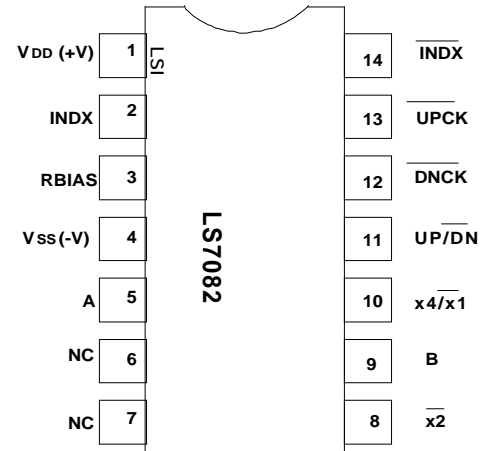 VDD (+V) 1 LSI 14 INDX
INDX 2 13 UPCK
RBIAS 3 12 DNCK
VSS (-V) 4 11 UP/DN
LS7082
A 5 10 x4/x1
NC 6 9 B
NC 7 8 x2